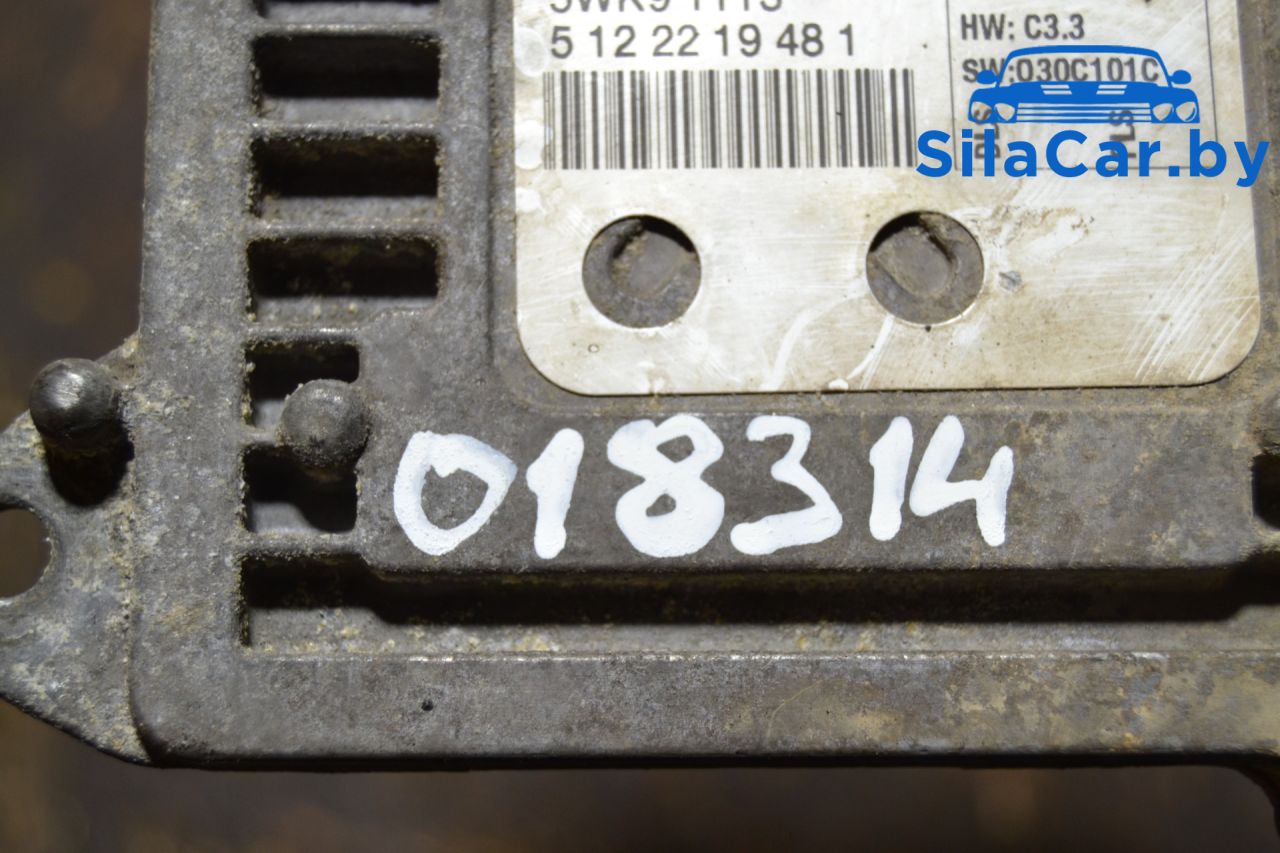 5 12 22 19 48 1
HW: C3.3
SW:030C101C
SilaCar.by
018314